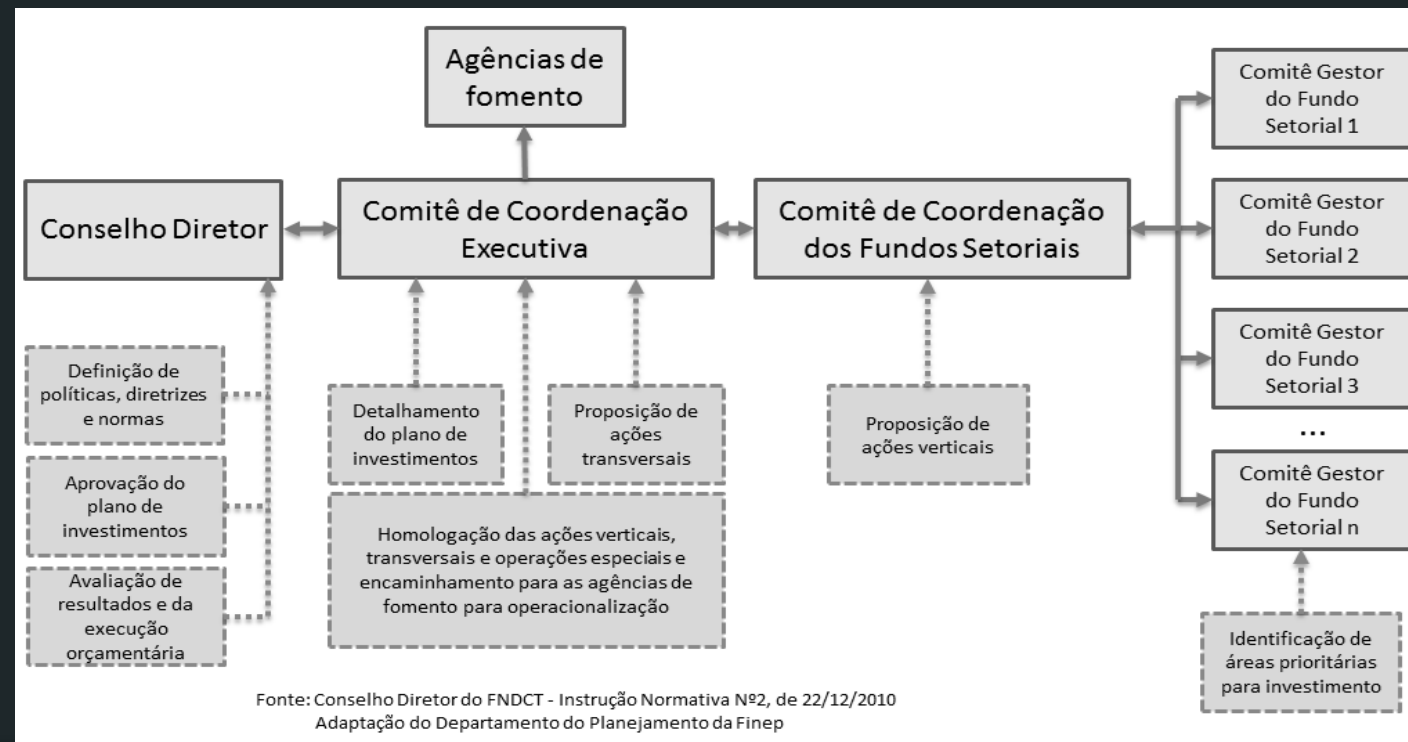 Agências de
fomento
Conselho Diretor
Comitê de Coordenação
Executiva
Comitê de Coordenação
dos Fundos Setoriais
Comitê Gestor
do Fundo
Setorial 1
Comitê Gestor
do Fundo
Setorial 2
Comitê Gestor
do Fundo
Setorial 3
...
Comitê Gestor
do Fundo
Setorial n
Definição de
políticas, diretrizes
e normas
Aprovação do
plano de
investimentos
Avaliação de
resultados e da
execução
orçamentária
Detalhamento
do plano de
investimentos
Proposição de
ações
transversais
Homologação das ações verticais,
transversais e operações especiais e
encaminhamento para as agências de
fomento para operacionalização
Proposição de
ações verticais
Identificação de
áreas prioritárias
para investimento
Fonte: Conselho Diretor do FNDCT - Instrução Normativa Nº2, de 22/12/2010
Adaptação do Departamento do Planejamento da Finep